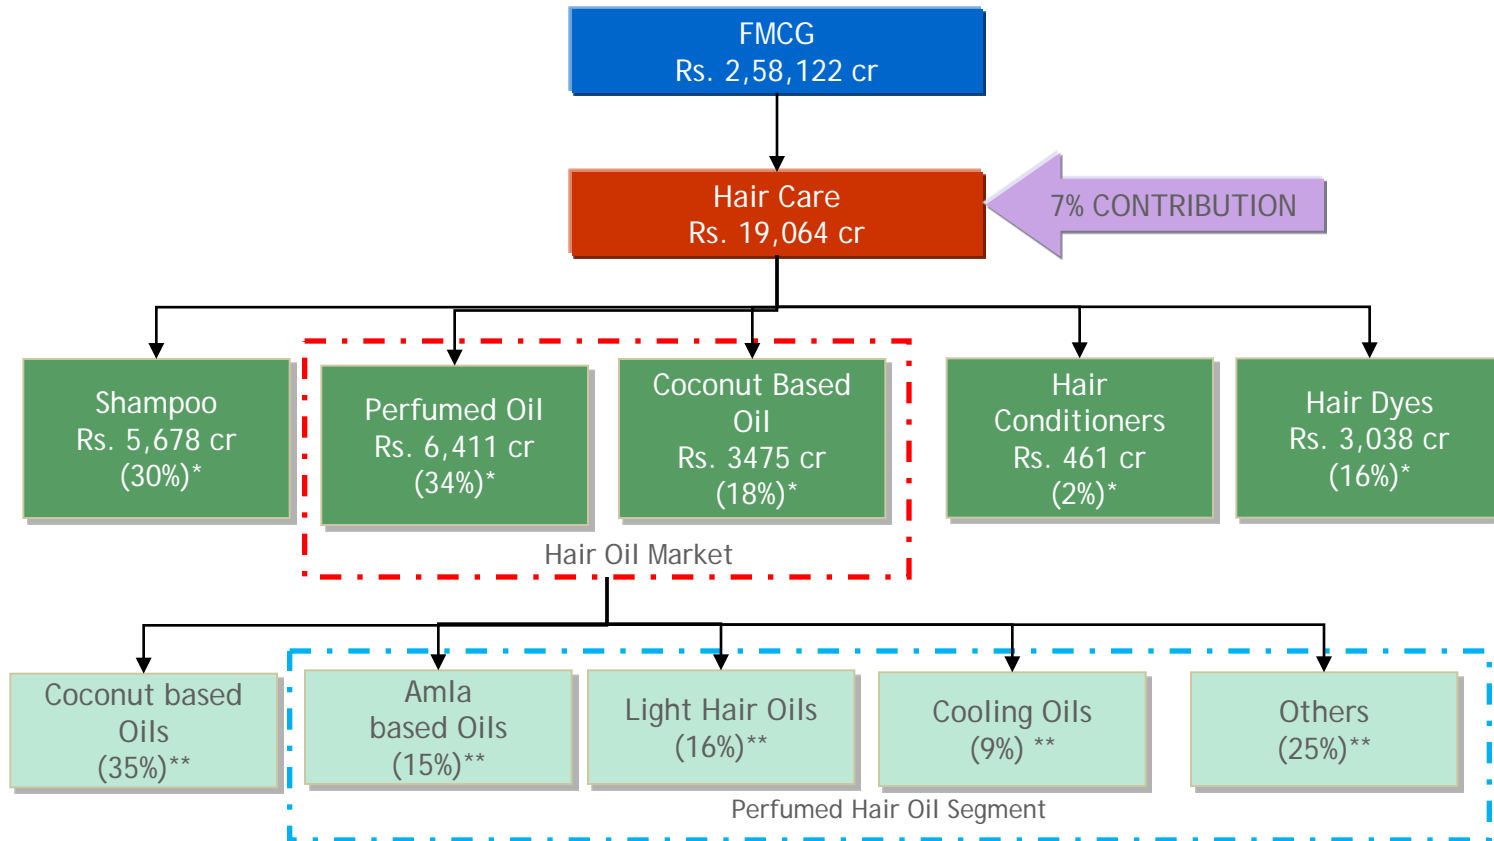 FMCG
Rs. 2,58,122 cr
Hair Care
Rs. 19,064 cr
7% CONTRIBUTION
Shampoo
Rs. 5,678 cr
(30%)*
Perfumed Oil
Rs. 6,411 cr
(34%)*
Coconut Based
Oil
Rs. 3475 cr
(18%)*
Hair
Conditioners
Rs. 461 cr
(2%)*
Hair Dyes
Rs. 3,038 cr
(16%)*
Hair Oil Market
Coconut based
Oils
(35%)**
Amla
based Oils
(15%)**
Light Hair Oils
(16%)**
Cooling Oils
(9%) **
Others
(25%)**
Perfumed Hair Oil Segment